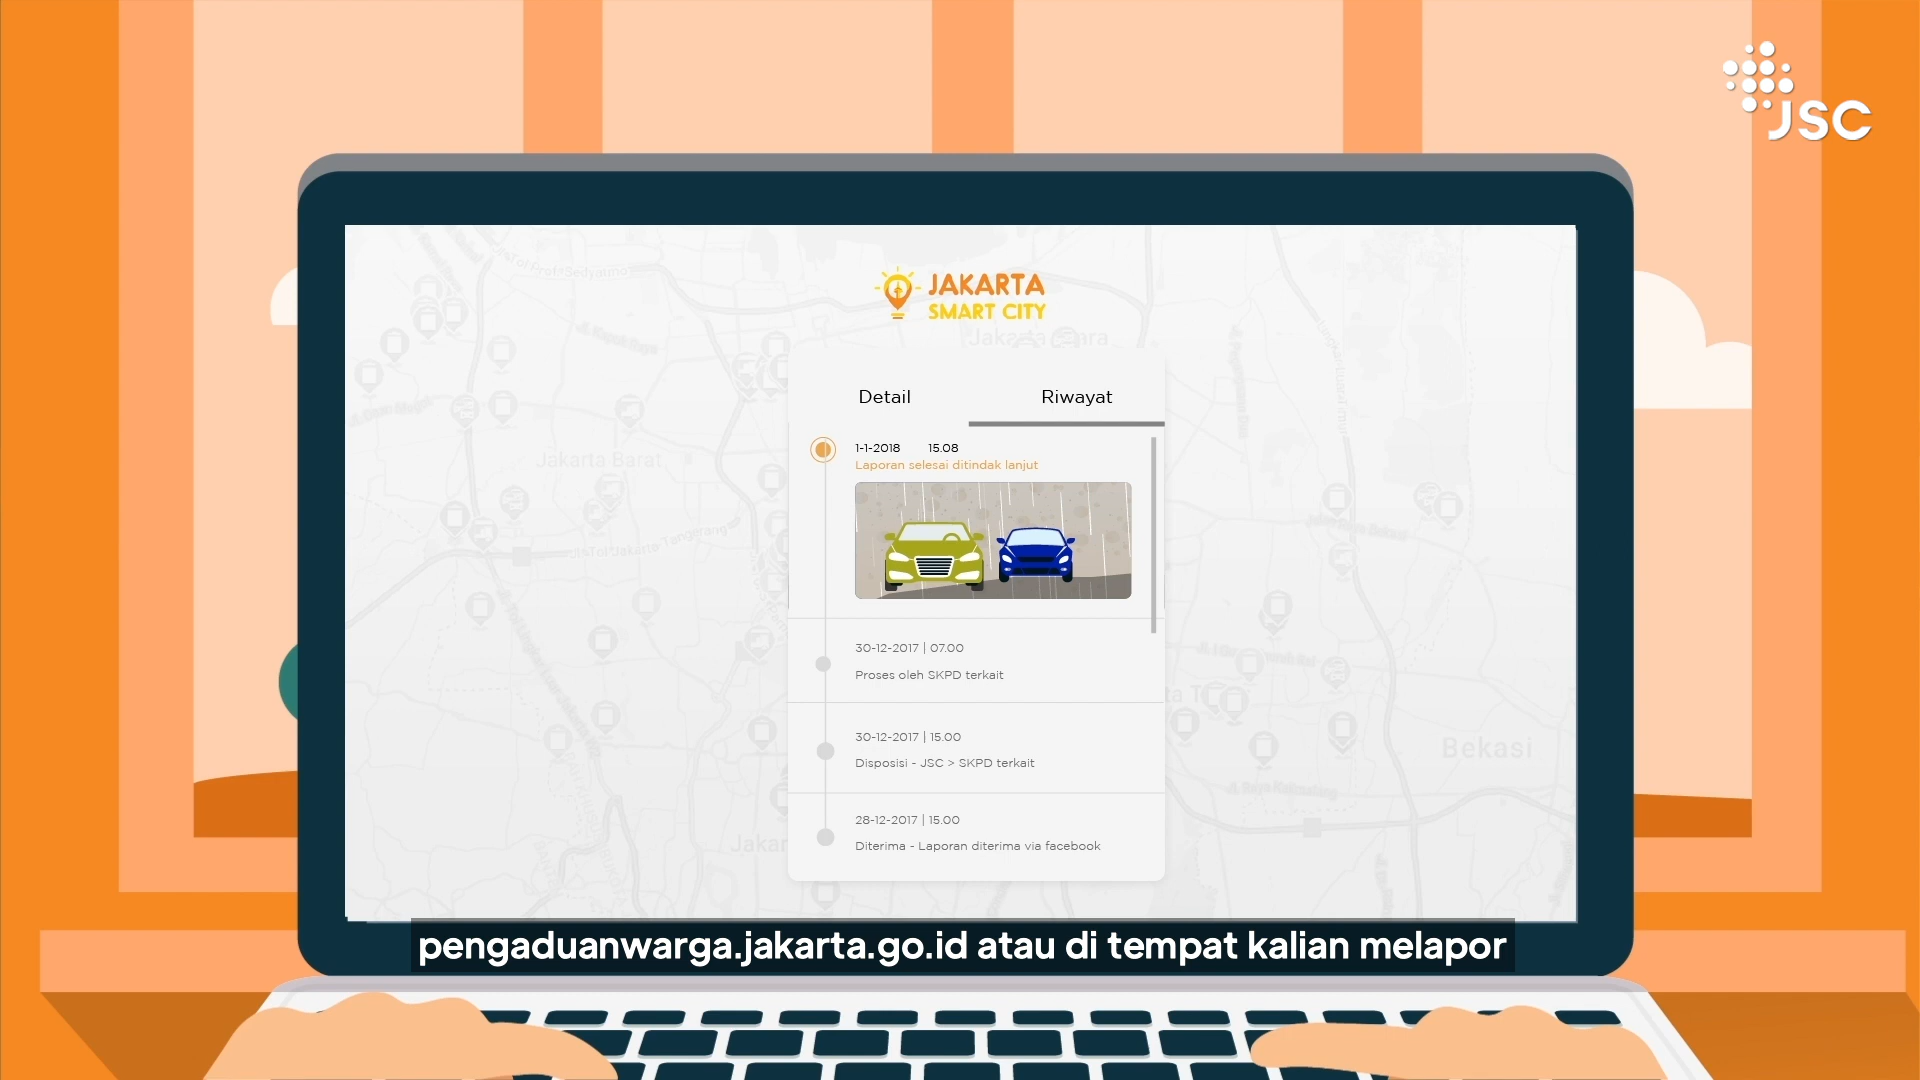 JSC
JAKARTA
SMART CITY
Jakarta Utara
Detail
Riwayat
1-1-2018 15.08
Laporan selesai ditindak lanjut
Jakarta Barat
30-12-2017 | 07.00
Proses oleh SKPD terkait
30-12-2017 | 15.00
Disposisi - JSC > SKPD terkait
Bekasi
28-12-2017 | 15.00
Diterima - Laporan diterima via facebook
pengaduanwarga.jakarta.go.id atau di tempat kalian melapor